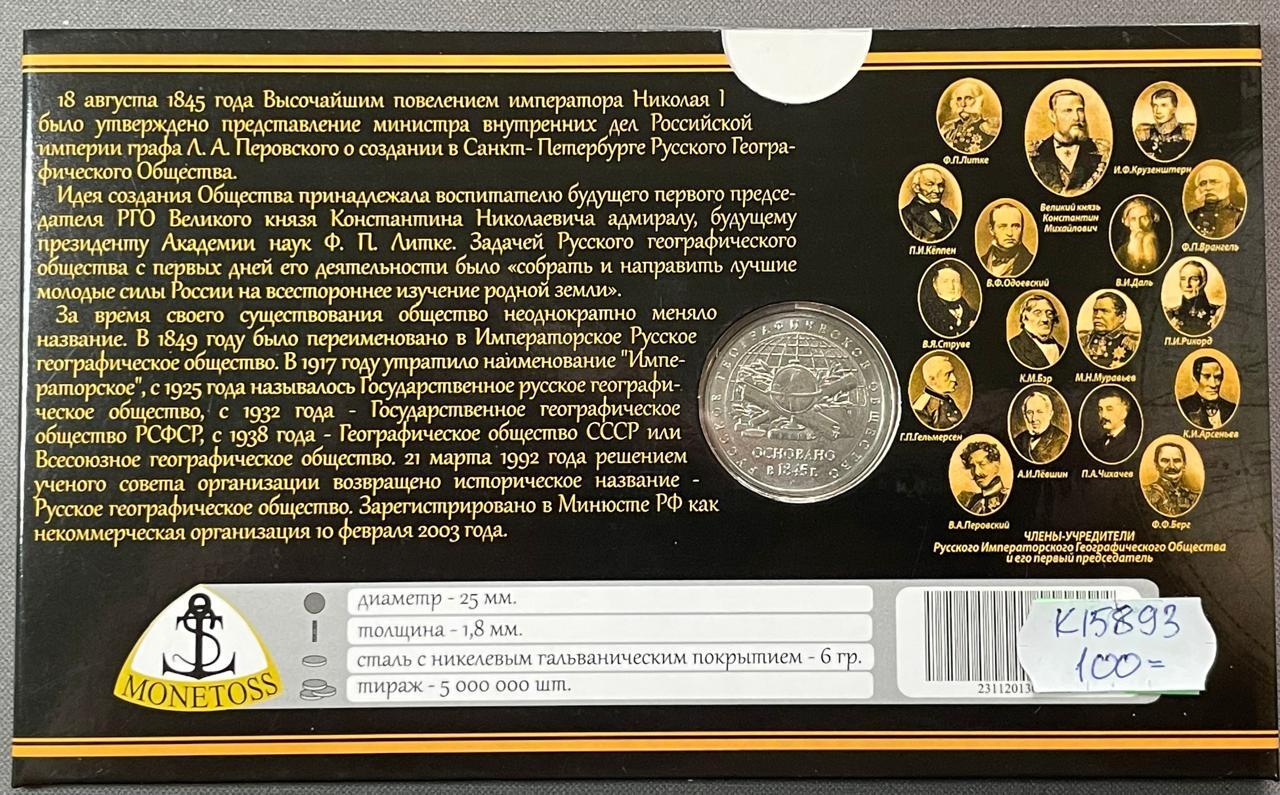 18 августа 1845 года Высочайшим повелением императора Николая I
было утверждено представление министра внутренних дел Российской
империи графа Л. А. Перовского о создании в Санкт- Петербурге Русского Геогра-
фического Общества.
Идея создания Общества принадлежала воспитателю будущего первого предсе-
дателя РГО Великого князя Константина Николаевича адмиралу, будущему
президенту Академии наук Ф. П. Литке. Задачей Русского географического
общества с первых дней его деятельности было «собрать и направить лучшие
молодые силы России на всестороннее изучение родной земли».
За время своего существования общество неоднократно меняло
название. В 1849 году было переименовано в Императорское Русское
географическое общество. В 1917 году утратило наименование "Импе-
раторское", с 1925 года называлось Государственное русское географи-
ческое общество, с 1932 года - Государственное географическое
общество РСФСР, с 1938 года - Географическое общество СССР или
Всесоюзное географическое общество. 21 марта 1992 года решением
ученого совета организации возвращено историческое название -
Русское географическое общество. Зарегистрировано в Минюсте РФ как
некоммерческая организация 10 февраля 2003 года.
РУССКОЕ ГЕОГРАФИЧЕСКОЕ ОБЩЕСТВО
ОСНОВАНО
в 1845 г.
Ф.П.Литке
И.Ф.Крузенштерн
Великий князь
Константин
Михайлович
П.И.Кёппен
Ф.П.Врангель
В.Ф.Одоевский
В.И.Даль
В.Я.Струве
П.И.Рикорд
К.М.Бэр
М.Н.Муравьев
Г.П.Гельмерсен
К.И.Арсеньев
А.И.Лёвшин
П.А.Чихачев
В.А.Перовский
Ф.Ф.Берг
ЧЛЕНЫ-УЧРЕДИТЕЛИ
Русского Императорского Географического Общества
и его первый председатель
MONETOSS
диаметр - 25 мм.
толщина - 1,8 мм.
сталь с никелевым гальваническим покрытием - 6 гр.
тираж - 5 000 000 шт.
К15893
100=